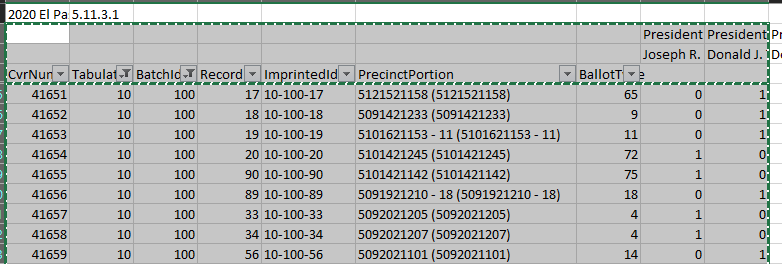 2020 El Pa 5.11.3.1
President President
Joseph R. Donald J.
CvrNun Tabulat BatchId Record ImprintedId PrecinctPortion BallotT e
41651 10 100 17 10-100-17 5121521158 (5121521158) 65 0 1
41652 10 100 18 10-100-18 5091421233 (5091421233) 9 0 1
41653 10 100 19 10-100-19 5101621153 - 11 (5101621153 - 11) 11 0 1
41654 10 100 20 10-100-20 5101421245 (5101421245) 72 1 0
41655 10 100 90 10-100-90 5101421142 (5101421142) 75 1 0
41656 10 100 89 10-100-89 5091921210 - 18 (5091921210 - 18) 18 0 1
41657 10 100 33 10-100-33 5092021205 (5092021205) 4 1 0
41658 10 100 34 10-100-34 5092021207 (5092021207) 4 1 0
41659 10 100 56 10-100-56 5092021101 (5092021101) 14 0 1